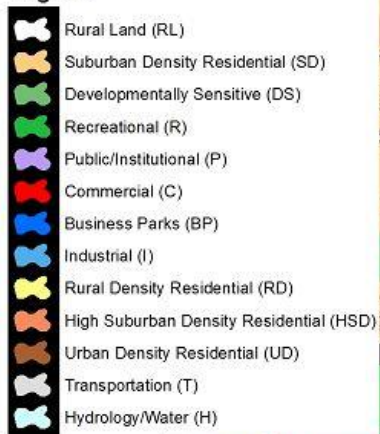 Rural Land (RL)
Suburban Density Residential (SD)
Developmentally Sensitive (DS)
Recreational (R)
Public/Institutional (P)
Commercial (C)
Business Parks (BP)
Industrial (I)
Rural Density Residential (RD)
High Suburban Density Residential (HSD)
Urban Density Residential (UD)
Transportation (T)
Hydrology/Water (H)